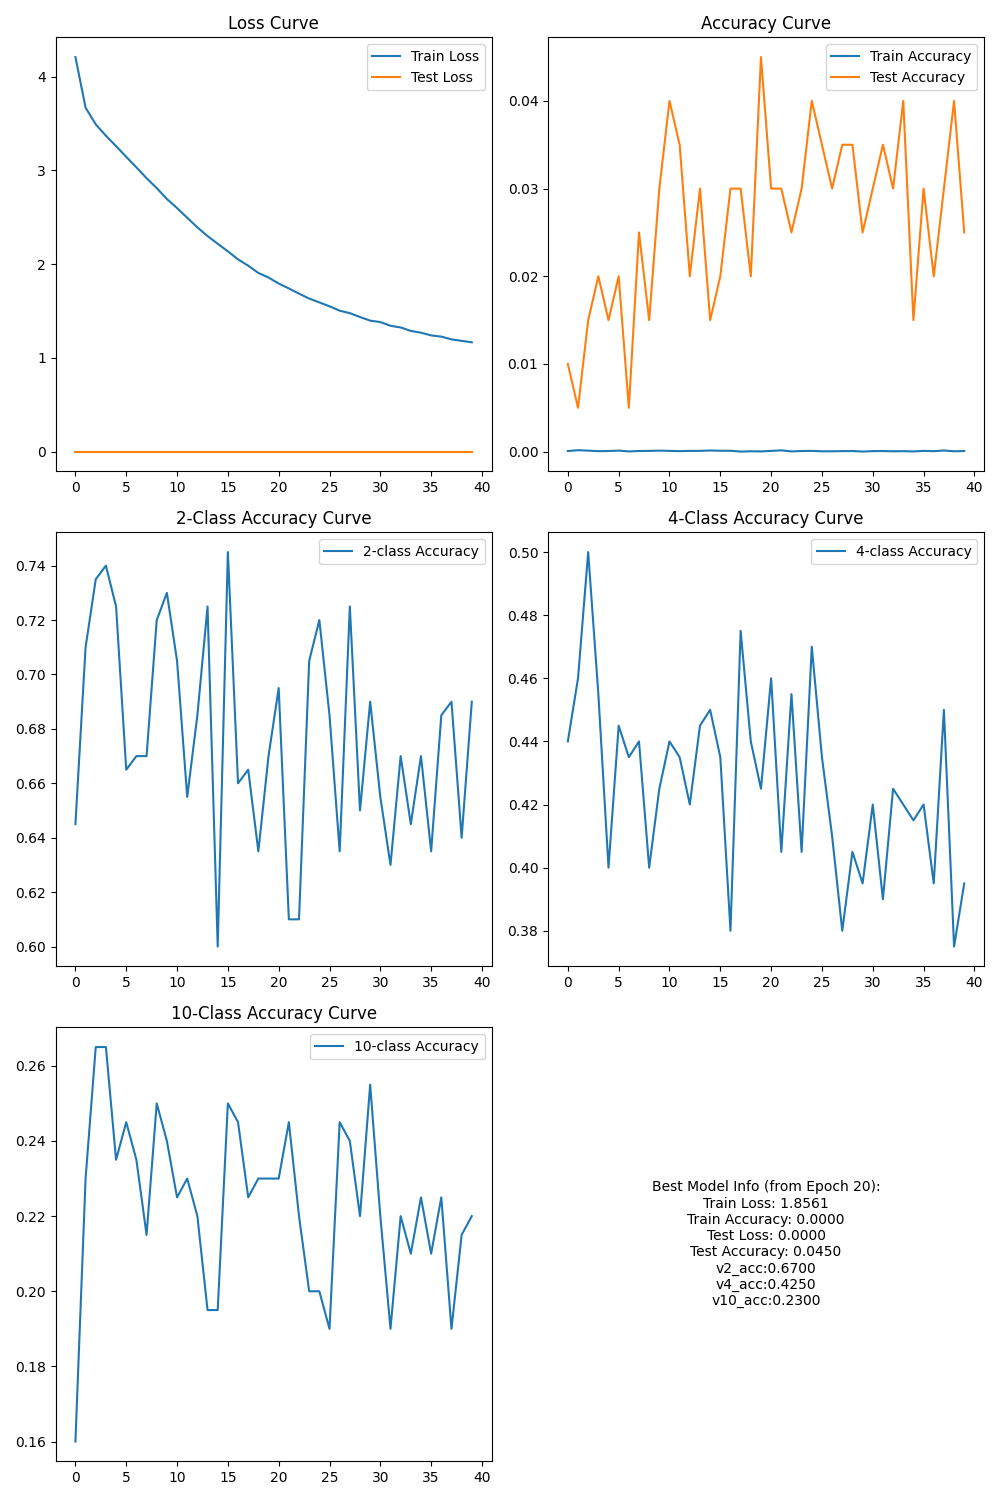 Loss Curve
Train Loss
Test Loss
4
3
2
1
0
0 5 10 15 20 25 30 35 40
Accuracy Curve
Train Accuracy
Test Accuracy
0.04
0.03
0.02
0.01
0.00
0 5 10 15 20 25 30 35 40
2-Class Accuracy Curve
2-class Accuracy
0.74
0.72
0.70
0.68
0.66
0.64
0.62
0.60
0 5 10 15 20 25 30 35 40
4-Class Accuracy Curve
4-class Accuracy
0.50
0.48
0.46
0.44
0.42
0.40
0.38
0 5 10 15 20 25 30 35 40
10-Class Accuracy Curve
10-class Accuracy
0.26
0.24
0.22
0.20
0.18
0.16
0 5 10 15 20 25 30 35 40
Best Model Info (from Epoch 20):
Train Loss: 1.8561
Train Accuracy: 0.0000
Test Loss: 0.0000
Test Accuracy: 0.0450
v2_acc:0.6700
v4_acc:0.4250
v10_acc:0.2300